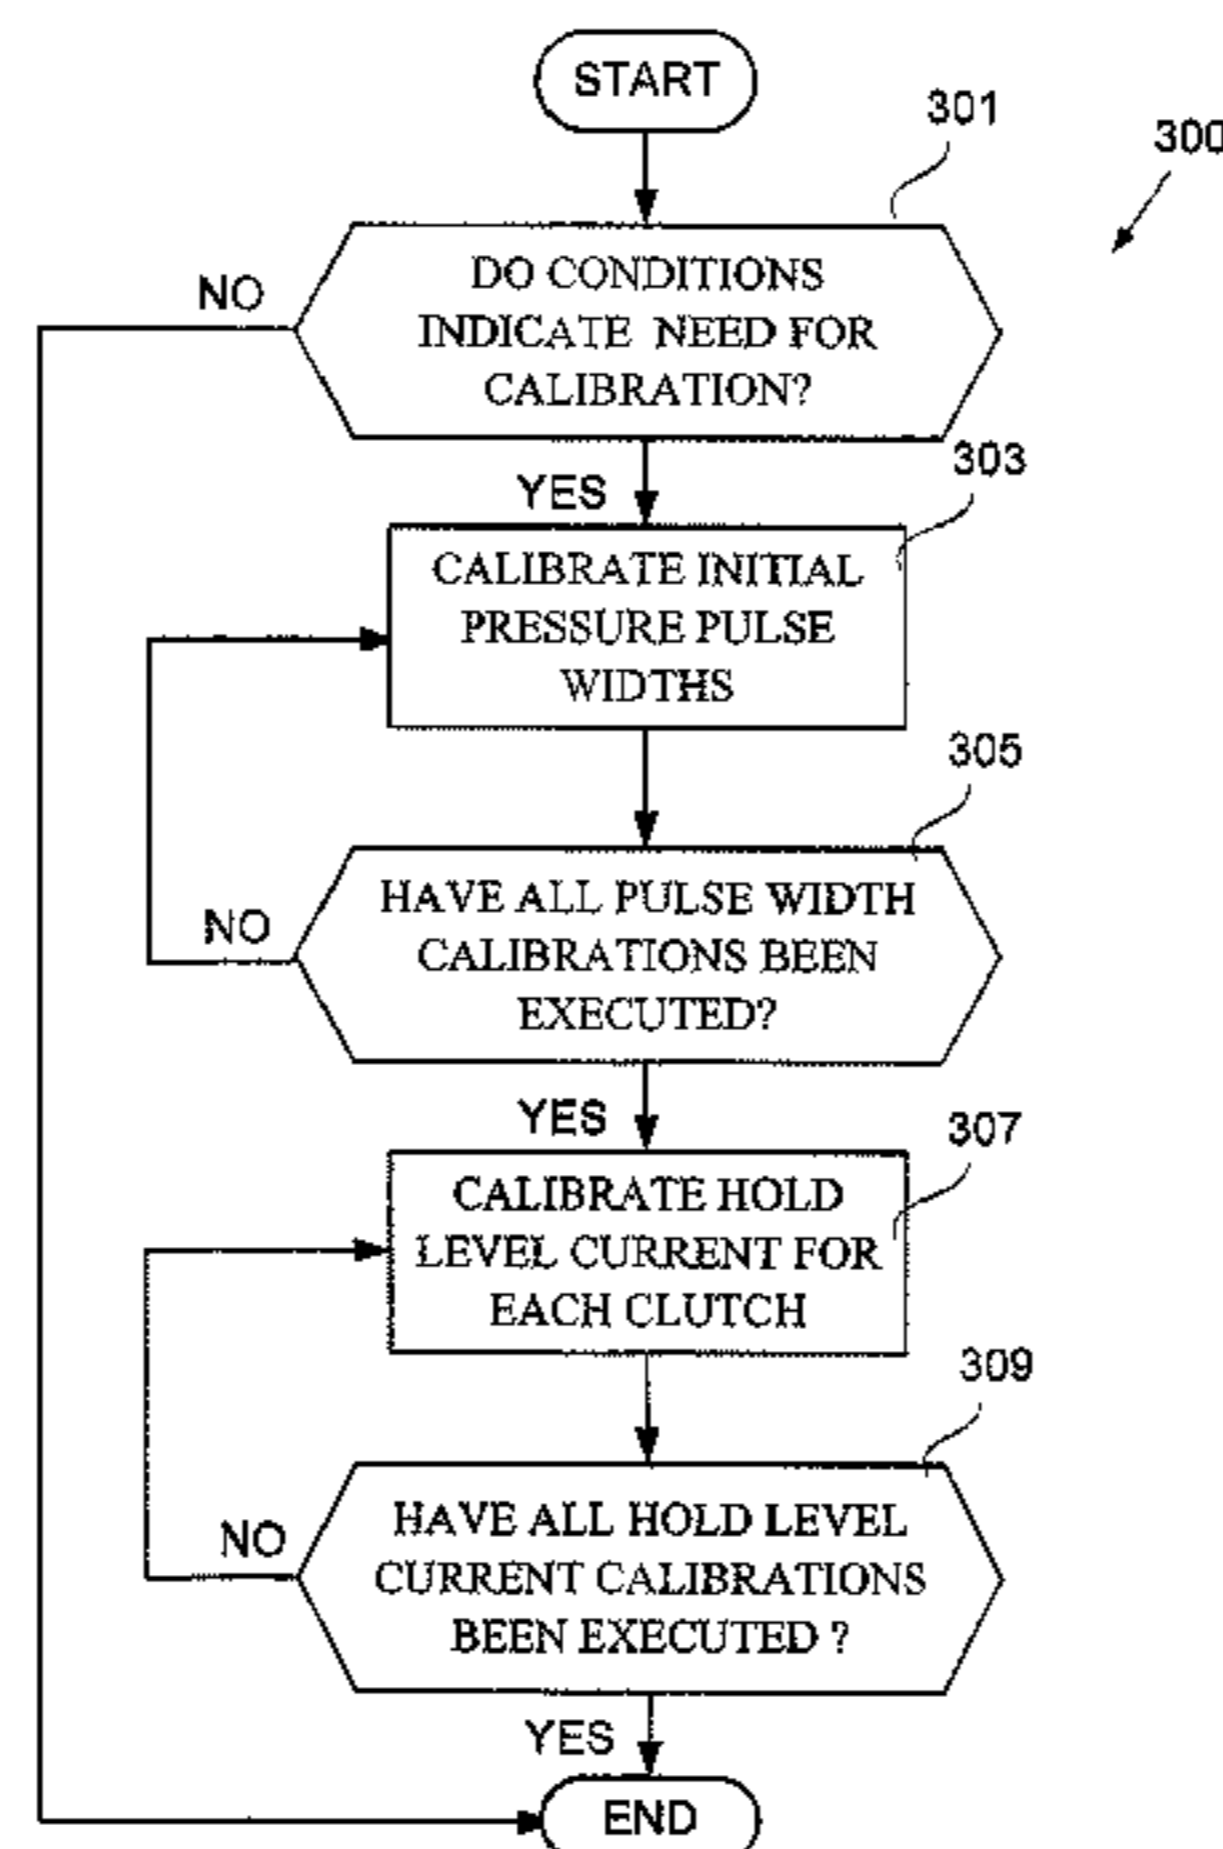 START
301
300
DO CONDITIONS
NO
INDICATE NEED FOR
CALIBRATION?
303
YES
CALIBRATE INITIAL
PRESSURE PULSE
WIDTHS
305
HAVE ALL PULSE WIDTH
NO
CALIBRATIONS BEEN
EXECUTED?
YES
307
CALIBRATE HOLD
LEVEL CURRENT FOR
EACH CLUTCH
309
HAVE ALL HOLD LEVEL
NO
CURRENT CALIBRATIONS
BEEN EXECUTED ?
YES
END